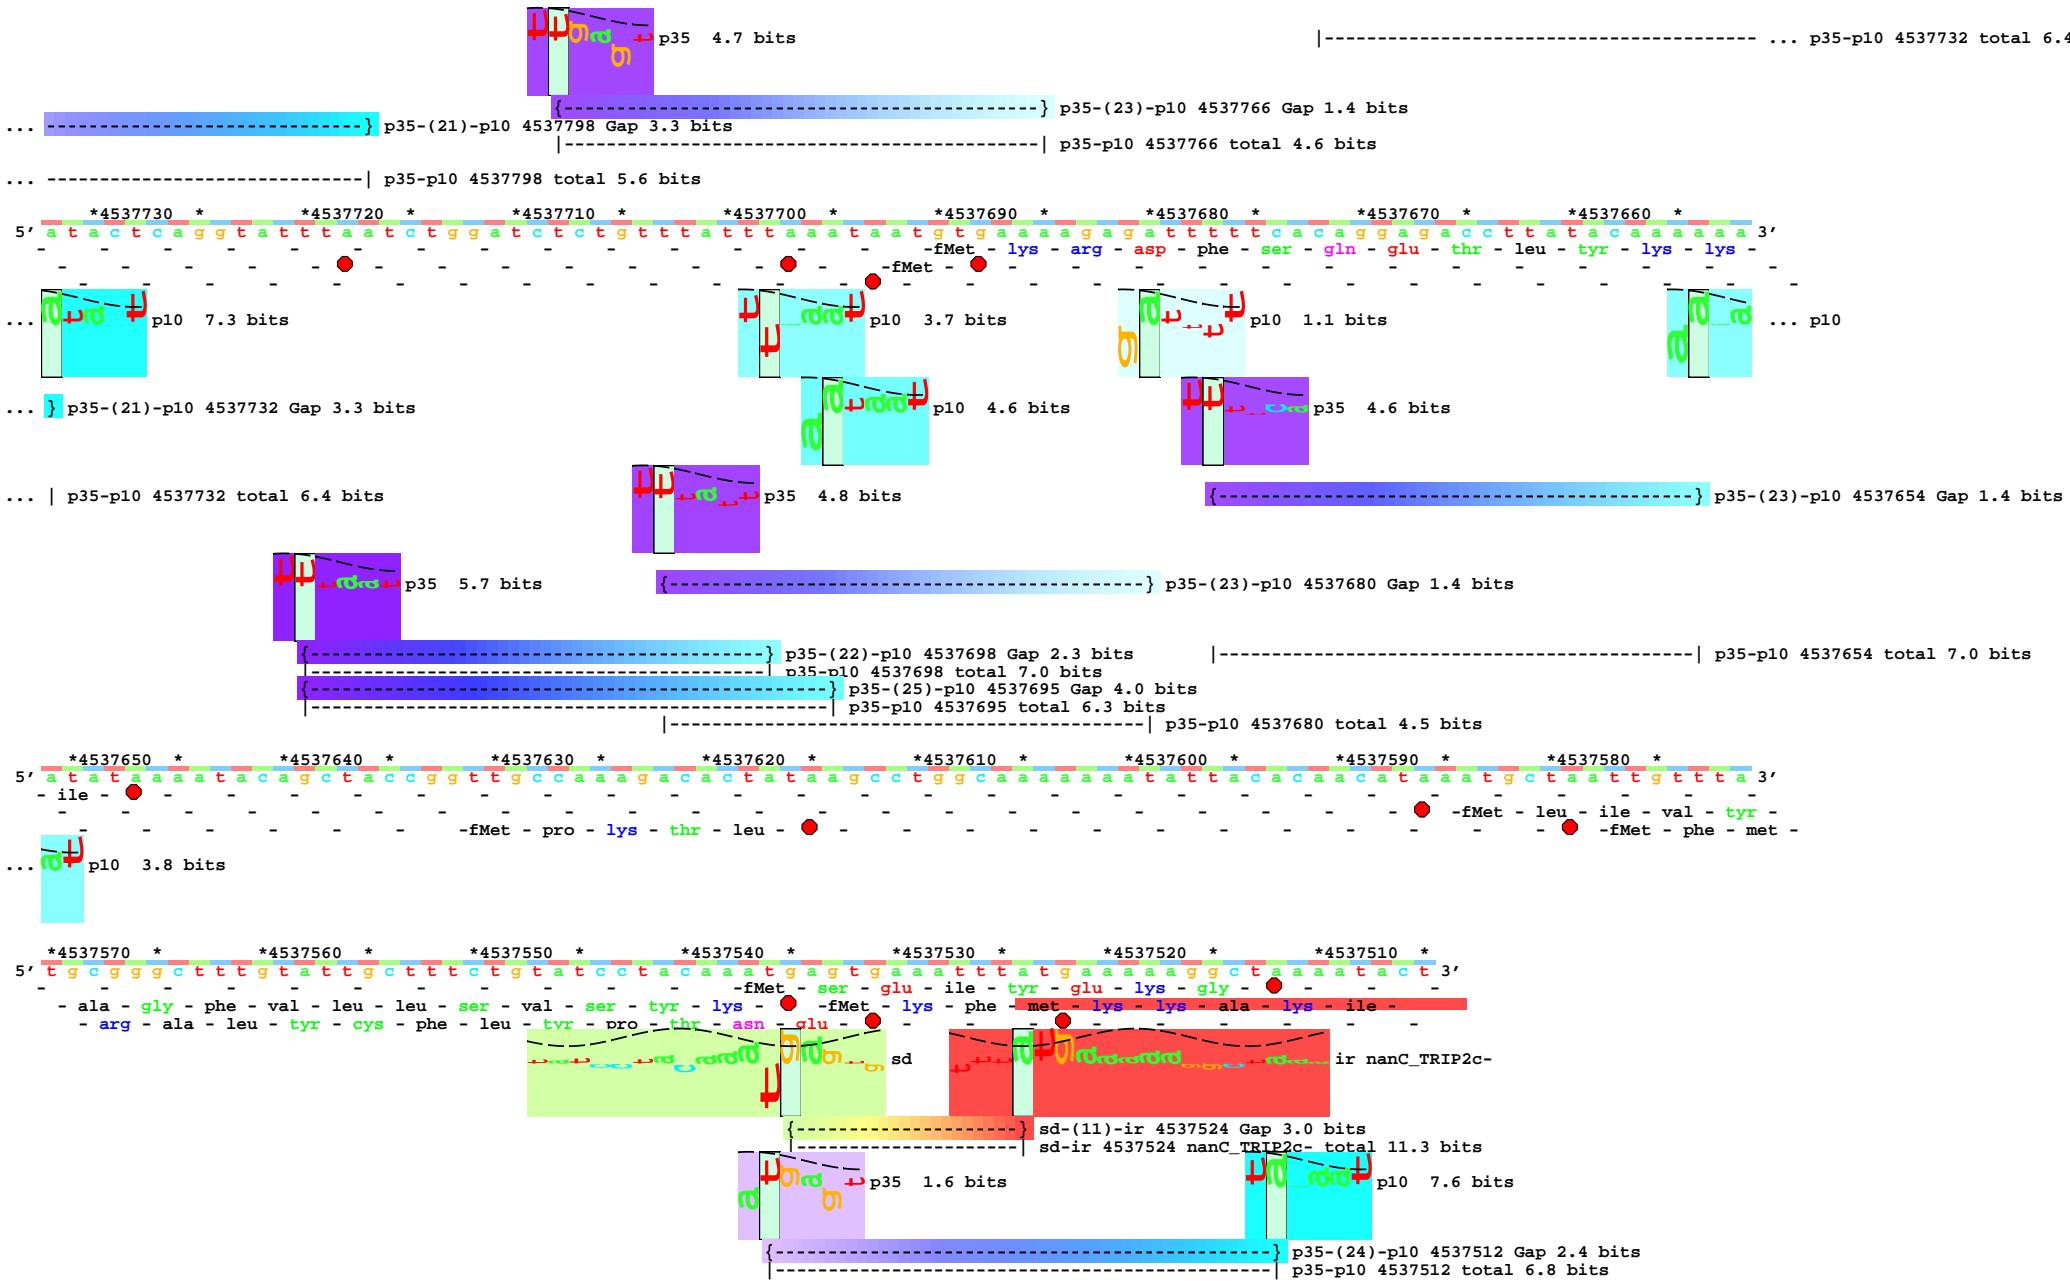 p35 4.7 bits
|---------------------------------- ... p35-p10 4537732 total 6.4
{--------------------------------------} p35-(23)-p10 4537766 Gap 1.4 bits
... -------------------------} p35-(21)-p10 4537798 Gap 3.3 bits
|--------------------------------------| p35-p10 4537766 total 4.6 bits
... -------------------------| p35-p10 4537798 total 5.6 bits
*4537730 * *4537720 * *4537710 * *4537700 * *4537690 * *4537680 * *4537670 * *4537660 *
5' a t a c t c a g g t a t t t a a t c t g g a t c t c t g t t t a t t t a a a t a a t g t g a a a a g a g a t t t t t c a c a g g a g a c c t t a t a c a a a a a a 3'
- - - - - - - - - - - - - - -fMet - lys - arg - asp - phe - ser - gln - glu - thr - leu - tyr - lys - lys -
- - - - - - - - - - - - -fMet - - - - - - - - - - - - - -
... p10 7.3 bits
p10 3.7 bits
p10 1.1 bits
... p10
... } p35-(21)-p10 4537732 Gap 3.3 bits
p10 4.6 bits
p35 4.6 bits
... | p35-p10 4537732 total 6.4 bits
p35 4.8 bits
{--------------------------------------} p35-(23)-p10 4537654 Gap 1.4 bits
p35 5.7 bits
{--------------------------------------} p35-(23)-p10 4537680 Gap 1.4 bits
{------------------------------------} p35-(22)-p10 4537698 Gap 2.3 bits
|--------------------------------------| p35-p10 4537654 total 7.0 bits
|------------------------------------| p35-p10 4537698 total 7.0 bits
{------------------------------------------} p35-(25)-p10 4537695 Gap 4.0 bits
|------------------------------------------| p35-p10 4537695 total 6.3 bits
|--------------------------------------| p35-p10 4537680 total 4.5 bits
*4537650 * *4537640 * *4537630 * *4537620 * *4537610 * *4537600 * *4537590 * *4537580 *
5' a t a t a a a a t a c a g c t a c c g g t t g c c a a a g a c a c t a t a g c c t g g c a a a a a a a a t a t t a c a c a a c a t a a a t g c t a a t t g t t t a 3'
- ile - - - - - - - - - - - - - - - - - - - - - - - - - -
- - - - - - - - - - - - - - - - - - - - - -fMet - leu - ile - val - tyr -
- - - - - - -fMet - pro - lys - thr - leu - - - - - - - - - - - - - -fMet - phe - met -
... p10 3.8 bits
*4537570 * *4537560 * *4537550 * *4537540 * *4537530 * *4537520 * *4537510 *
5' t g c g g g c t t t g t a t t g c t t t c t g t a t c c t a c a a a t g a g t g a a a t t t a t g a a a a a g g c t a a a a t a c t 3'
- - - - - - - - - - - -fMet - ser - glu - ile - tyr - glu - lys - gly - - - -
- ala - gly - phe - val - leu - leu - ser - val - ser - tyr - lys - -fMet - lys - phe - met - lys - lys - ala - lys - ile -
- arg - ala - leu - tyr - cys - phe - leu - tyr - pro - thr - asn - glu - - - - - - - - -
sd
ir nanC_TRIP2c-
{-----------} sd-(11)-ir 4537524 Gap 3.0 bits
|-----------| sd-ir 4537524 nanC_TRIP2c- total 11.3 bits
p35 1.6 bits
p10 7.6 bits
{----------------------------------------} p35-(24)-p10 4537512 Gap 2.4 bits
|----------------------------------------| p35-p10 4537512 total 6.8 bits